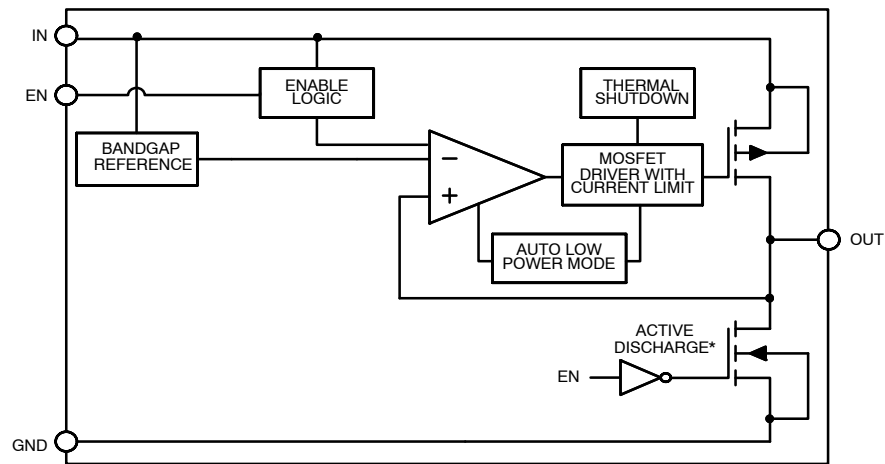 IN
EN
ENABLE
LOGIC
THERMAL
SHUTDOWN
BANDGAP
REFERENCE
−
+
MOSFET
DRIVER WITH
CURRENT LIMIT
AUTO LOW
POWER MODE
OUT
ACTIVE
DISCHARGE*
EN
GND